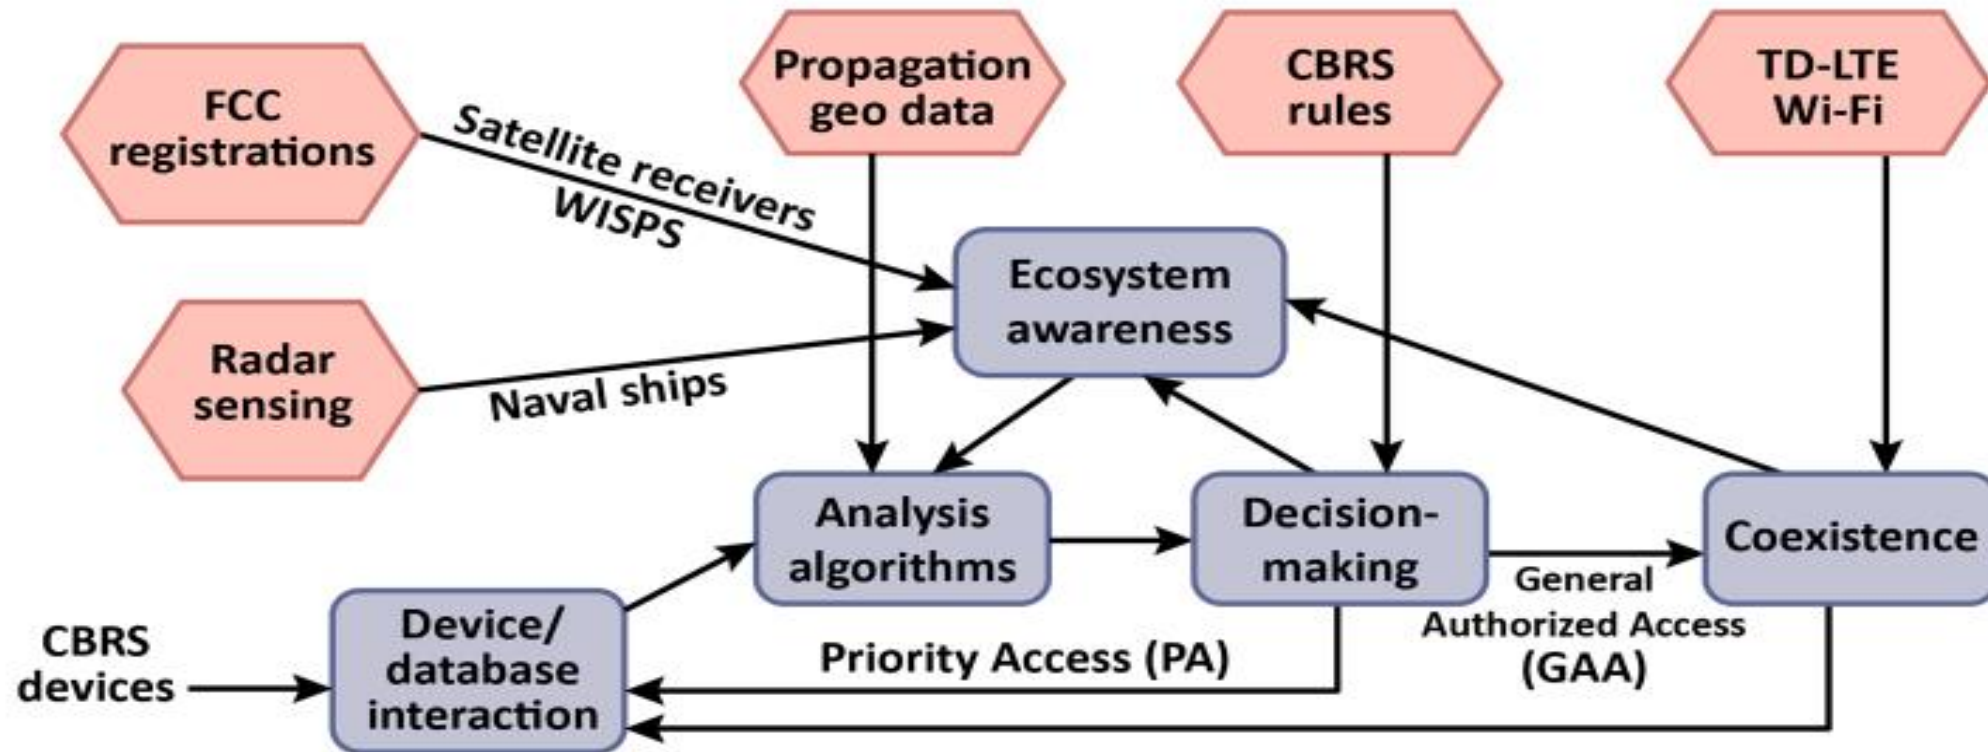 FCC
registrations
Satellite receivers
WISPS
Propagation
geo data
CBRS
rules
TD-LTE
Wi-Fi
Radar
sensing
Naval ships
Ecosystem
awareness
Analysis
algorithms
Decision-
making
Coexistence
General
Authorized Access
(GAA)
Priority Access (PA)
CBRS
devices
Device/
database
interaction